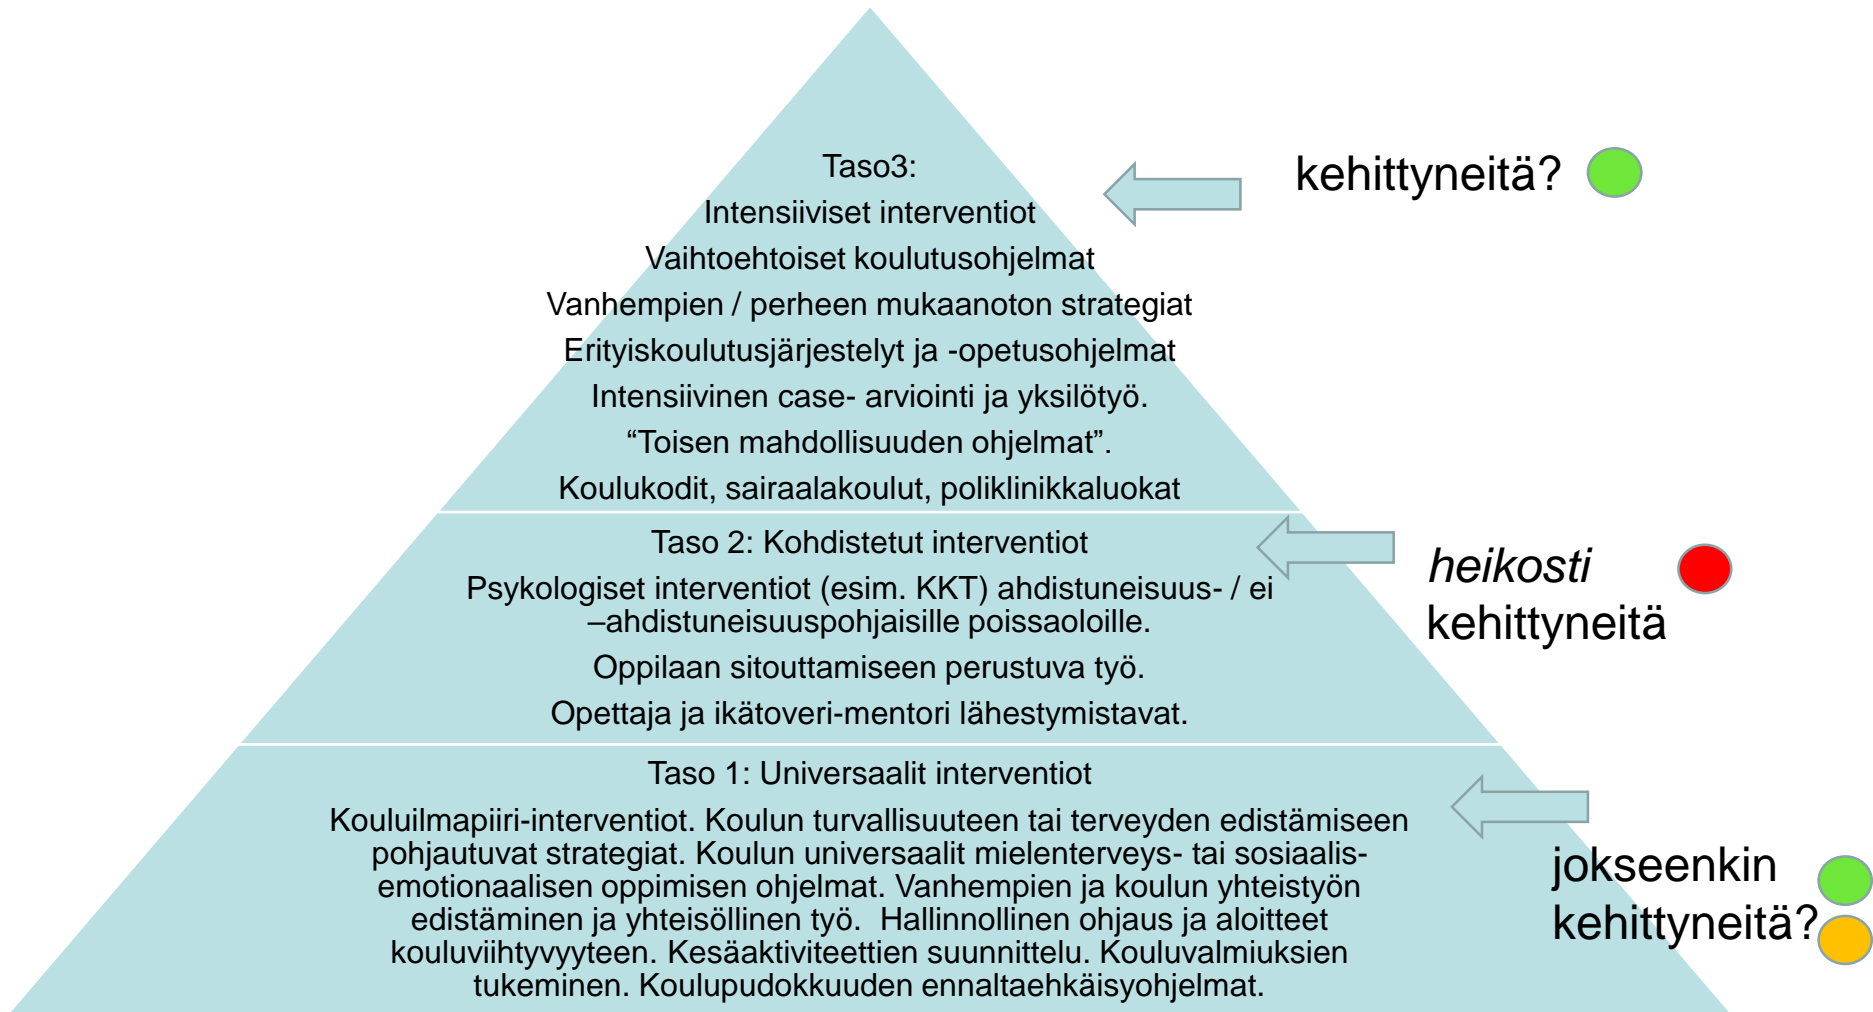 Taso3:
Intensiiviset interventiot
Vaihtoehtoiset koulutusohjelmat
Vanhempien / perheen mukaanoton strategiat
Erityiskoulutusjärjestelyt ja -opetusohjelmat
Intensiivinen case- arviointi ja yksilötyö.
“Toisen mahdollisuuden ohjelmat”.
Koulukodit, sairaalakoulut, poliklinikkaluokat
kehittyneitä?
Taso 2: Kohdistetut interventiot
Psykologiset interventiot (esim. KKT) ahdistuneisuus- / ei
–ahdistuneisuuspohjaisille poissaoloille.
Oppilaan sitouttamiseen perustuva työ.
Opettaja ja ikätoveri-mentori lähestymistavat.
heikosti
kehittyneitä
Taso 1: Universaalit interventiot
Kouluilmapiiri-interventiot. Koulun turvallisuuteen tai terveyden edistämiseen
pohjautuvat strategiat. Koulun universaalit mielenterveys- tai sosiaalis-
emotionaalisen oppimisen ohjelmat. Vanhempien ja koulun yhteistyön
edistäminen ja yhteisöllinen työ.  Hallinnollinen ohjaus ja aloitteet
kouluviihtyvyyteen. Kesäaktiviteettien suunnittelu. Kouluvalmiuksien
tukeminen. Koulupudokkuuden ennaltaehkäisyohjelmat.
jokseenkin
kehittyneitä?